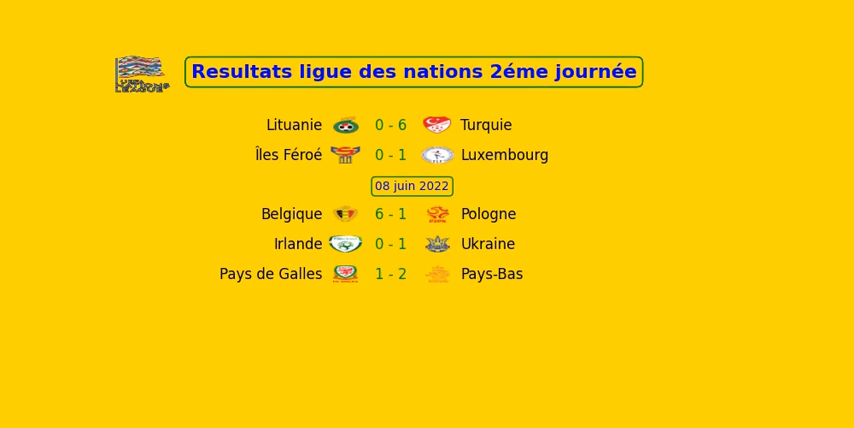 Resultats ligue des nations 2éme journée
Lituanie 0 - 6 Turquie
Îles Féroé 0 - 1 Luxembourg
08 juin 2022
Belgique 6 - 1 Pologne
Irlande 0 - 1 Ukraine
Pays de Galles 1 - 2 Pays-Bas